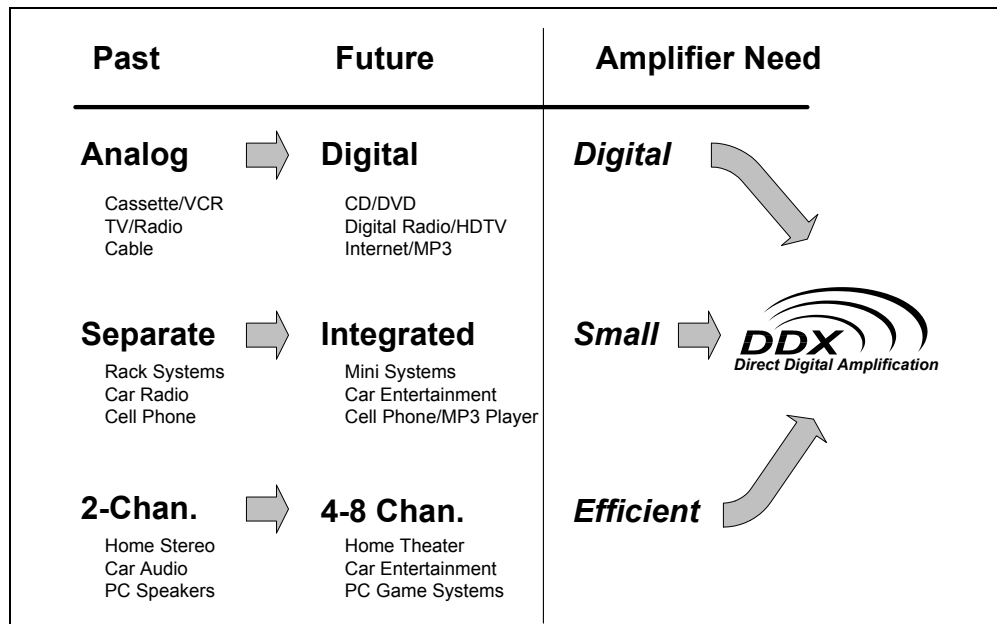 Past Future Amplifier Need
Analog Digital Digital
Cassette/VCR CD/DVD
TV/Radio Digital Radio/HDTV
Cable Internet/MP3
Separate Integrated Small
DDX
Direct Digital Amplification
Rack Systems Mini Systems
Car Radio Car Entertainment
Cell Phone Cell Phone/MP3 Player
2-Chan. 4-8 Chan. Efficient
Home Stereo Home Theater
Car Audio Car Entertainment
PC Speakers PC Game Systems